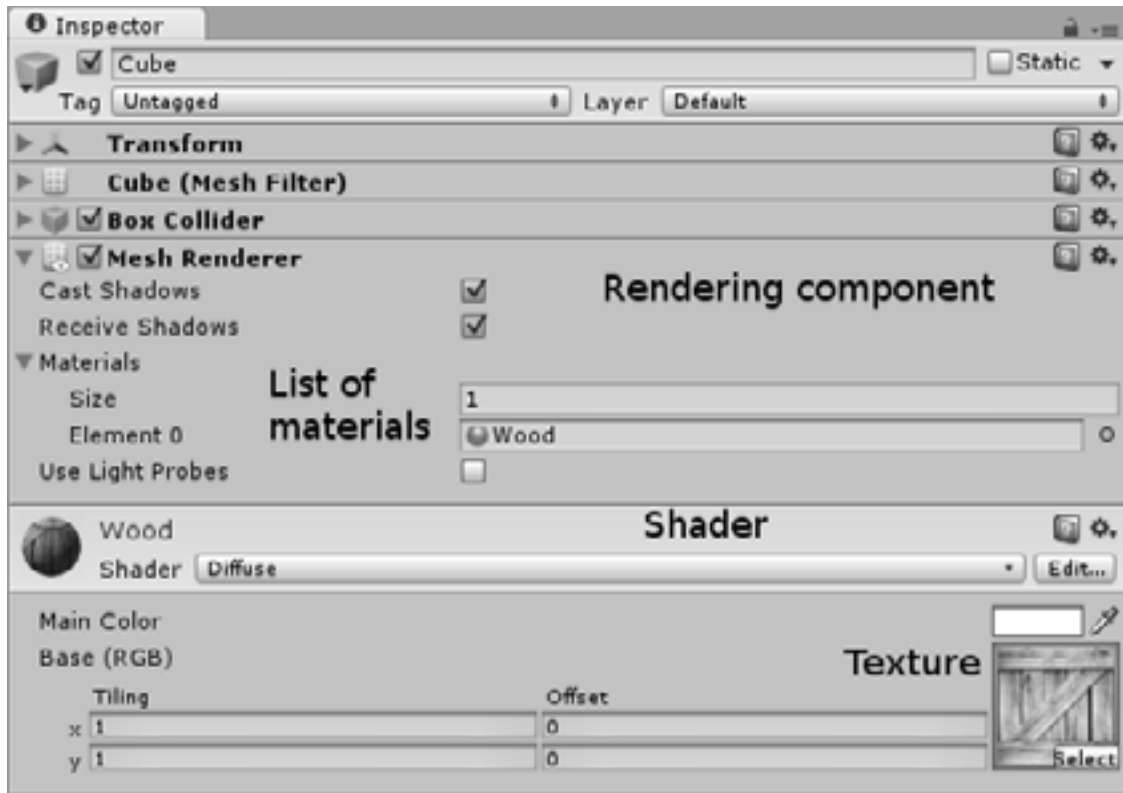 Inspector
Cube
Static
Tag Untagged Layer Default
Transform
Cube (Mesh Filter)
Box Collider
Mesh Renderer
Cast Shadows
Rendering component
Receive Shadows
Materials
List of
materials
Size 1
Element 0 Wood
Use Light Probes
Wood
Shader
Shader Diffuse Edit...
Main Color
Base (RGB)
Texture
Tiling Offset
x 1 0
y 1 0
Select